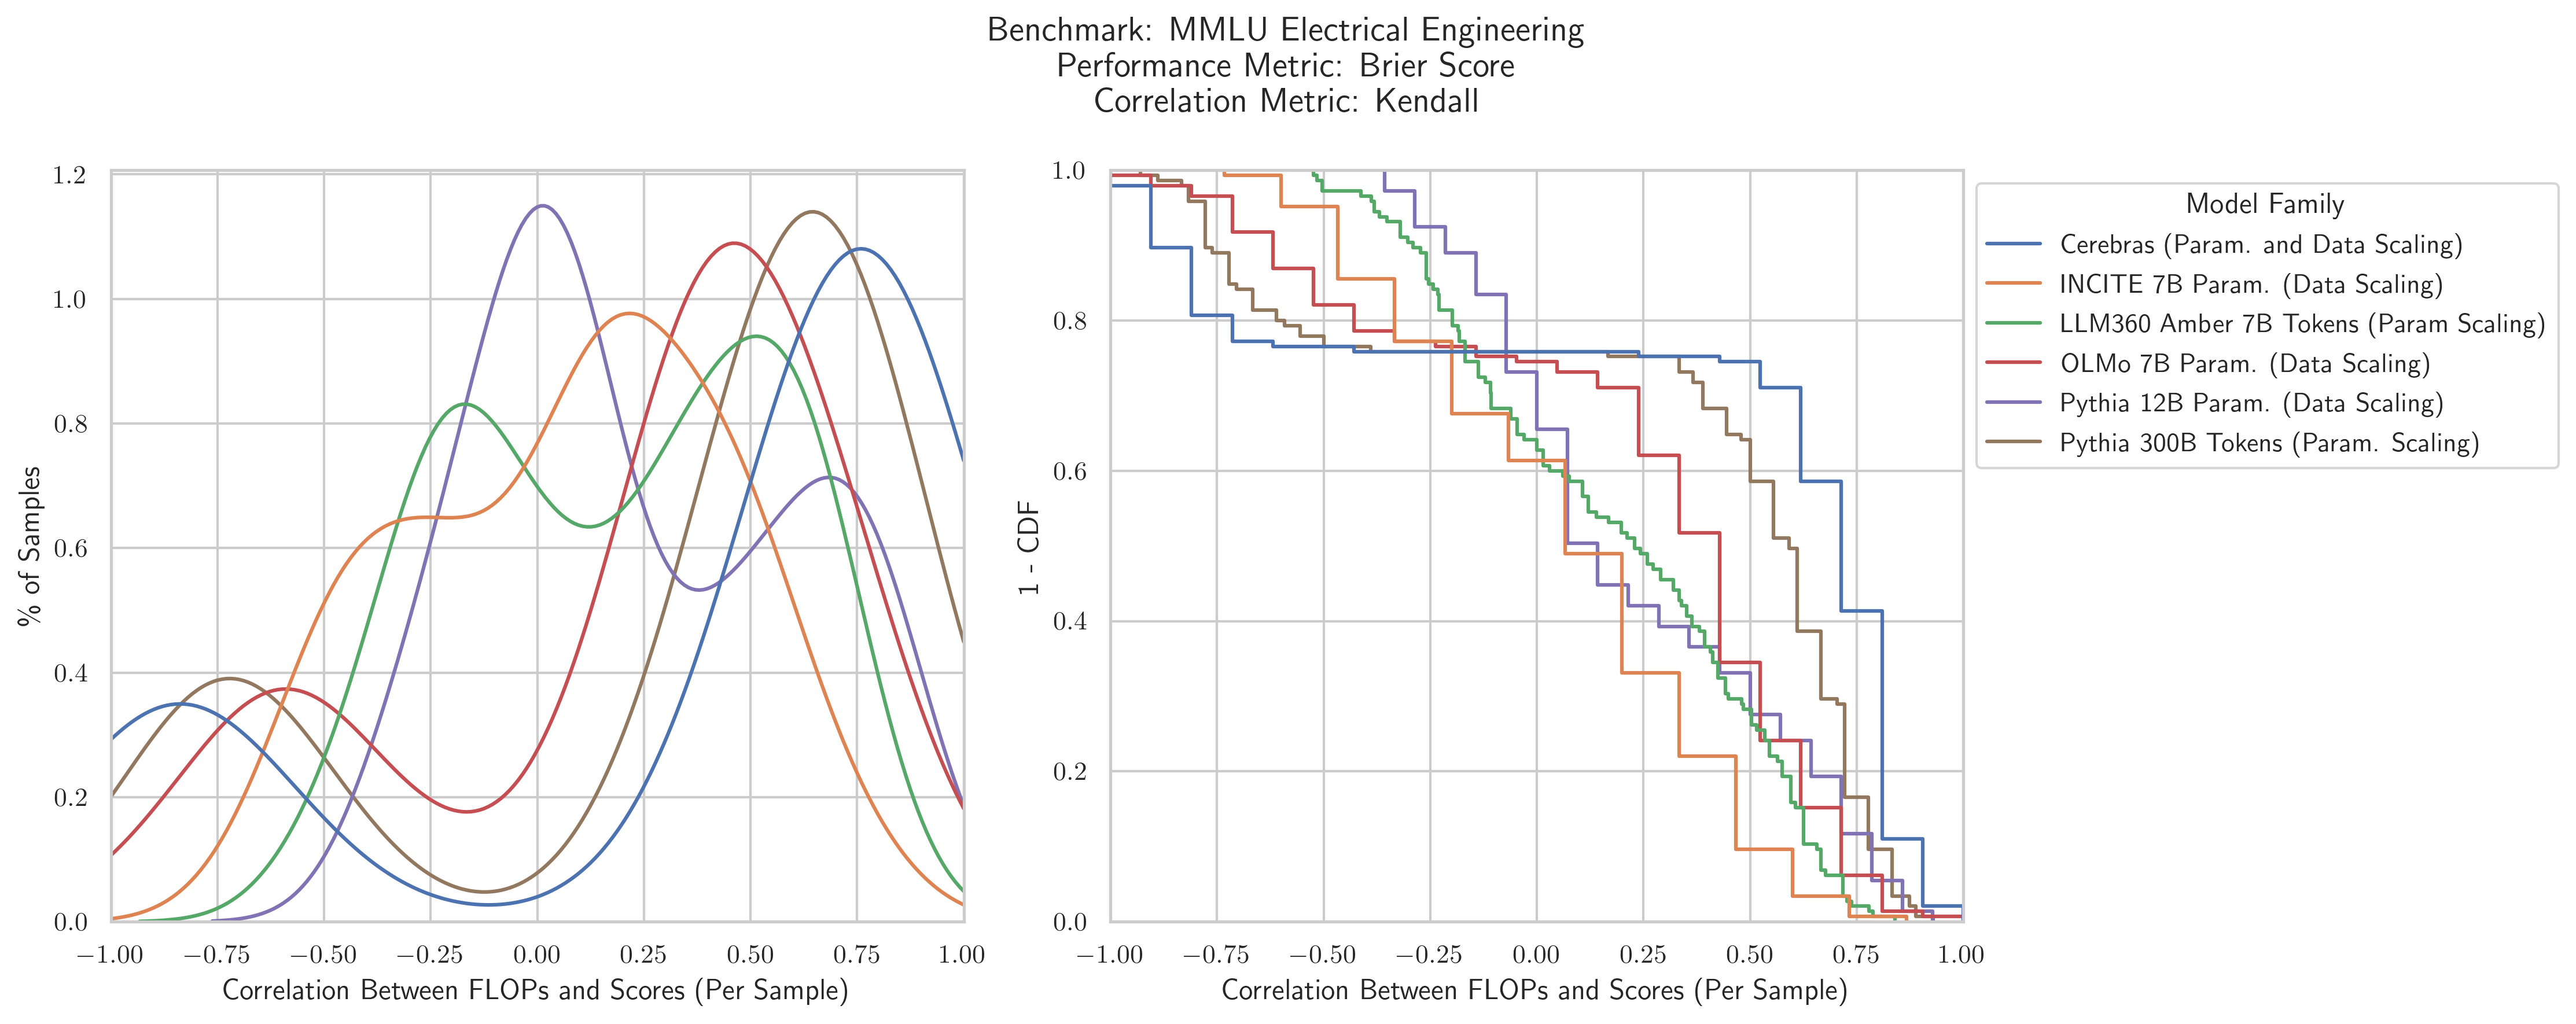 Benchmark: MMLU Electrical Engineering
Performance Metric: Brier Score
Correlation Metric: Kendall
% of Samples
1.2
1.0
0.8
0.6
0.4
0.2
0.0
−1.00 −0.75 −0.50 −0.25 0.00 0.25 0.50 0.75 1.00
Correlation Between FLOPs and Scores (Per Sample)
1 - CDF
1.0
0.8
0.6
0.4
0.2
0.0
−1.00 −0.75 −0.50 −0.25 0.00 0.25 0.50 0.75 1.00
Correlation Between FLOPs and Scores (Per Sample)
Model Family
Cerebras (Param. and Data Scaling)
INCITE 7B Param. (Data Scaling)
LLM360 Amber 7B Tokens (Param Scaling)
OLMo 7B Param. (Data Scaling)
Pythia 12B Param. (Data Scaling)
Pythia 300B Tokens (Param. Scaling)